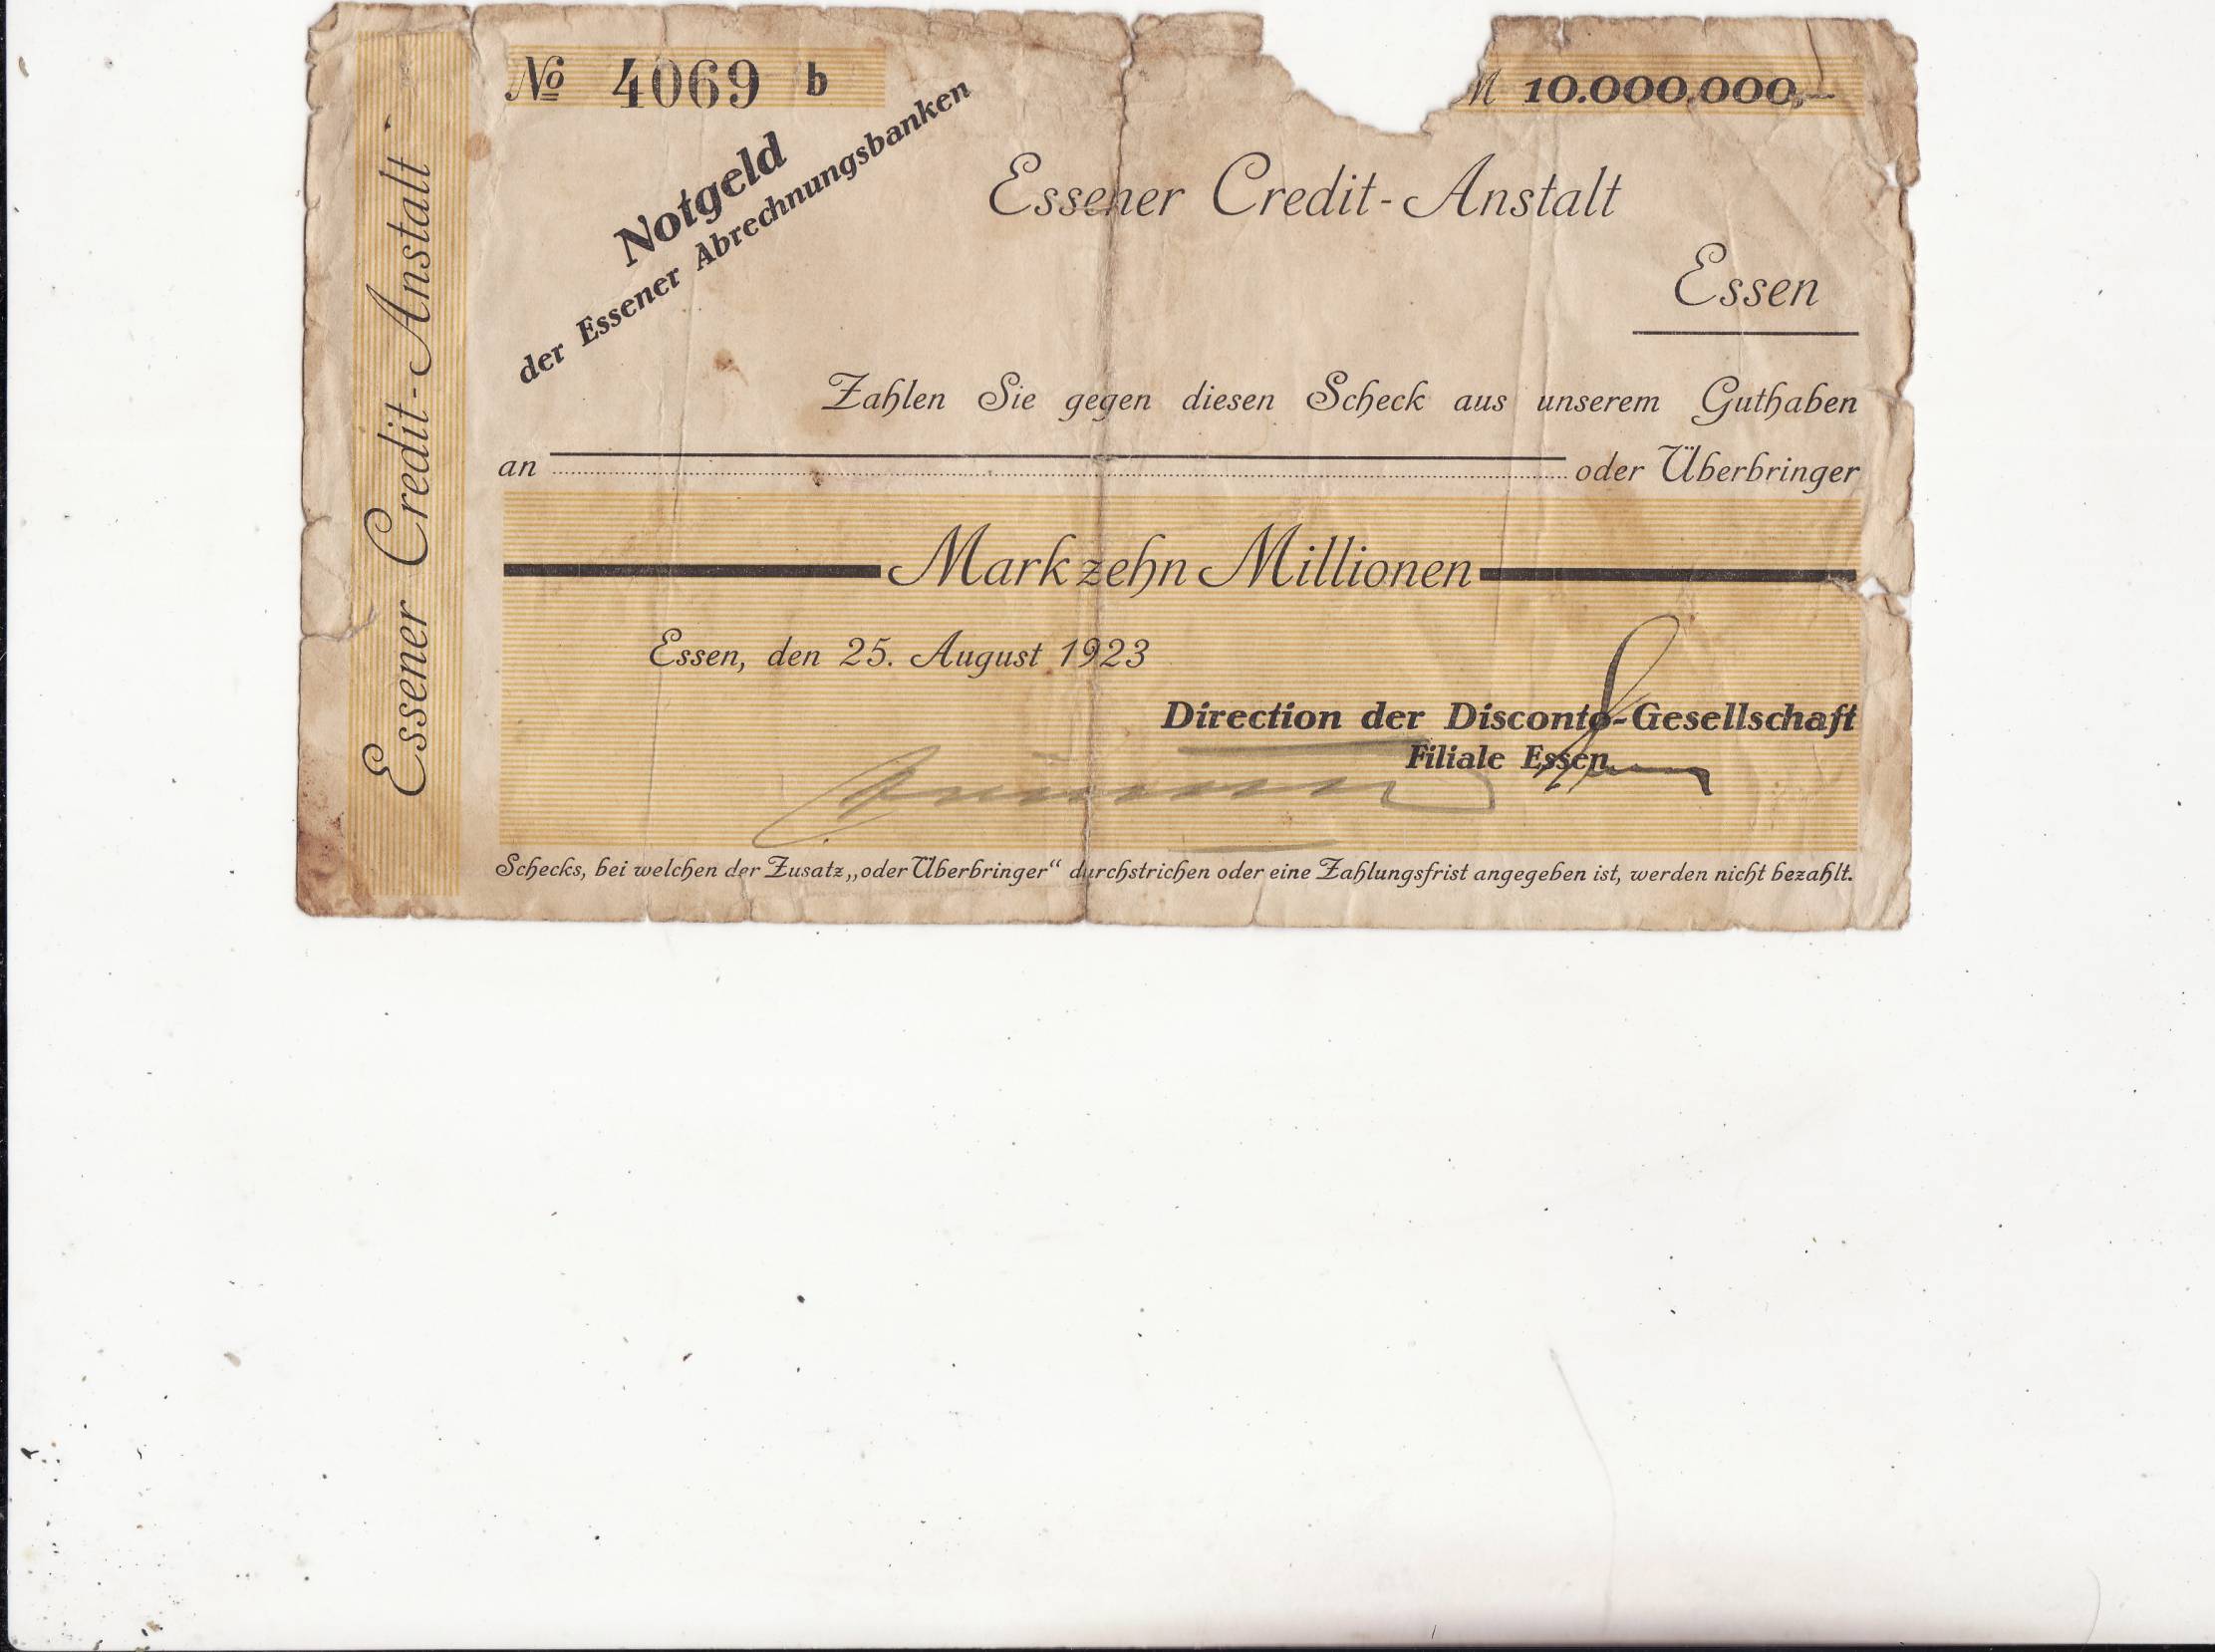 No 4069 b
M 10.000.000,—
Notgeld
der Essener Abrechnungsbanken
Essener Credit-Anstalt
Essener Credit-Anstalt
Essen
Zahlen Sie gegen diesen Scheck aus unserem Guthaben
an oder Überbringer
Mark zehn Millionen
Essen, den 25. August 1923
Direction der Disconto-Gesellschaft
Filiale Essen
Schecks, bei welchen der Zusatz „oder Überbringer“ durchstrichen oder eine Zahlungsfrist angegeben ist, werden nicht bezahlt.